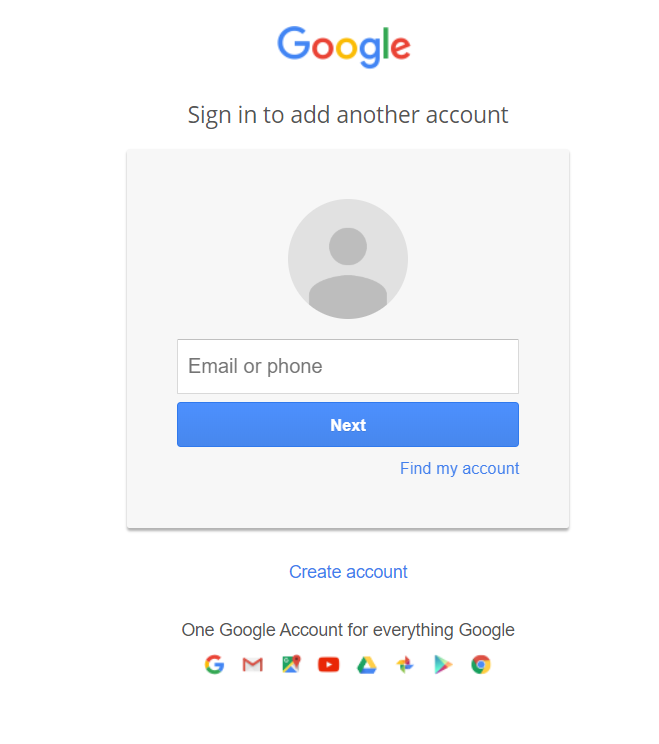 Google
Sign in to add another account
Email or phone
Next
Find my account
Create account
One Google Account for everything Google